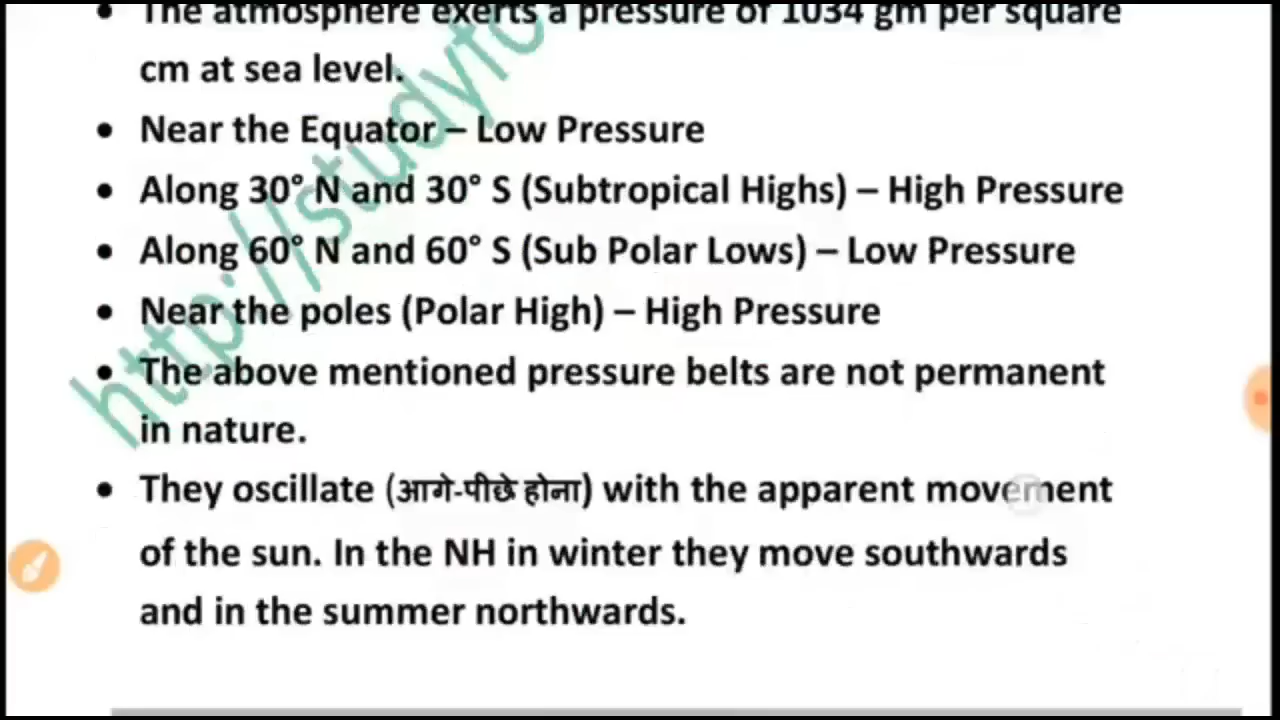 • The atmosphere exerts a pressure of 1034 gm per square
cm at sea level.
• Near the Equator – Low Pressure
• Along 30° N and 30° S (Subtropical Highs) – High Pressure
• Along 60° N and 60° S (Sub Polar Lows) – Low Pressure
• Near the poles (Polar High) – High Pressure
• The above mentioned pressure belts are not permanent
in nature.
• They oscillate (आगे-पीछे होना) with the apparent movement
of the sun. In the NH in winter they move southwards
and in the summer northwards.
http://studyfo